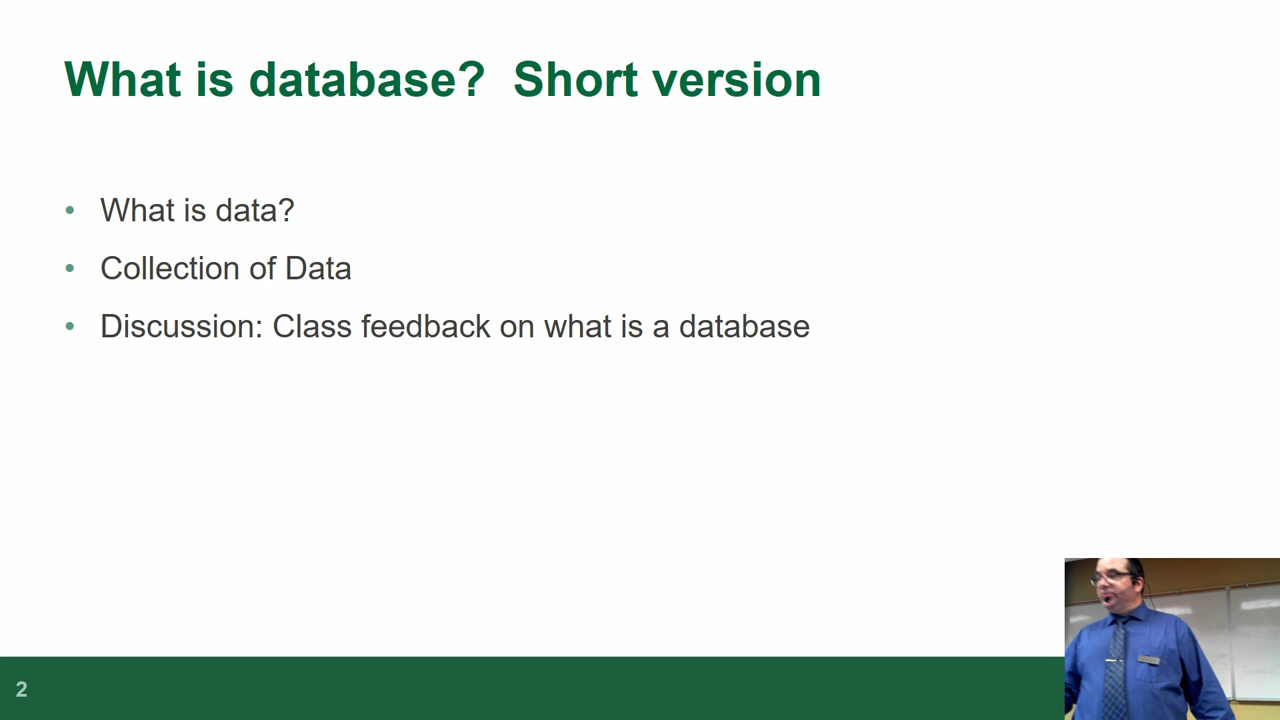 What is database?  Short version
• What is data?
• Collection of Data
• Discussion: Class feedback on what is a database
2